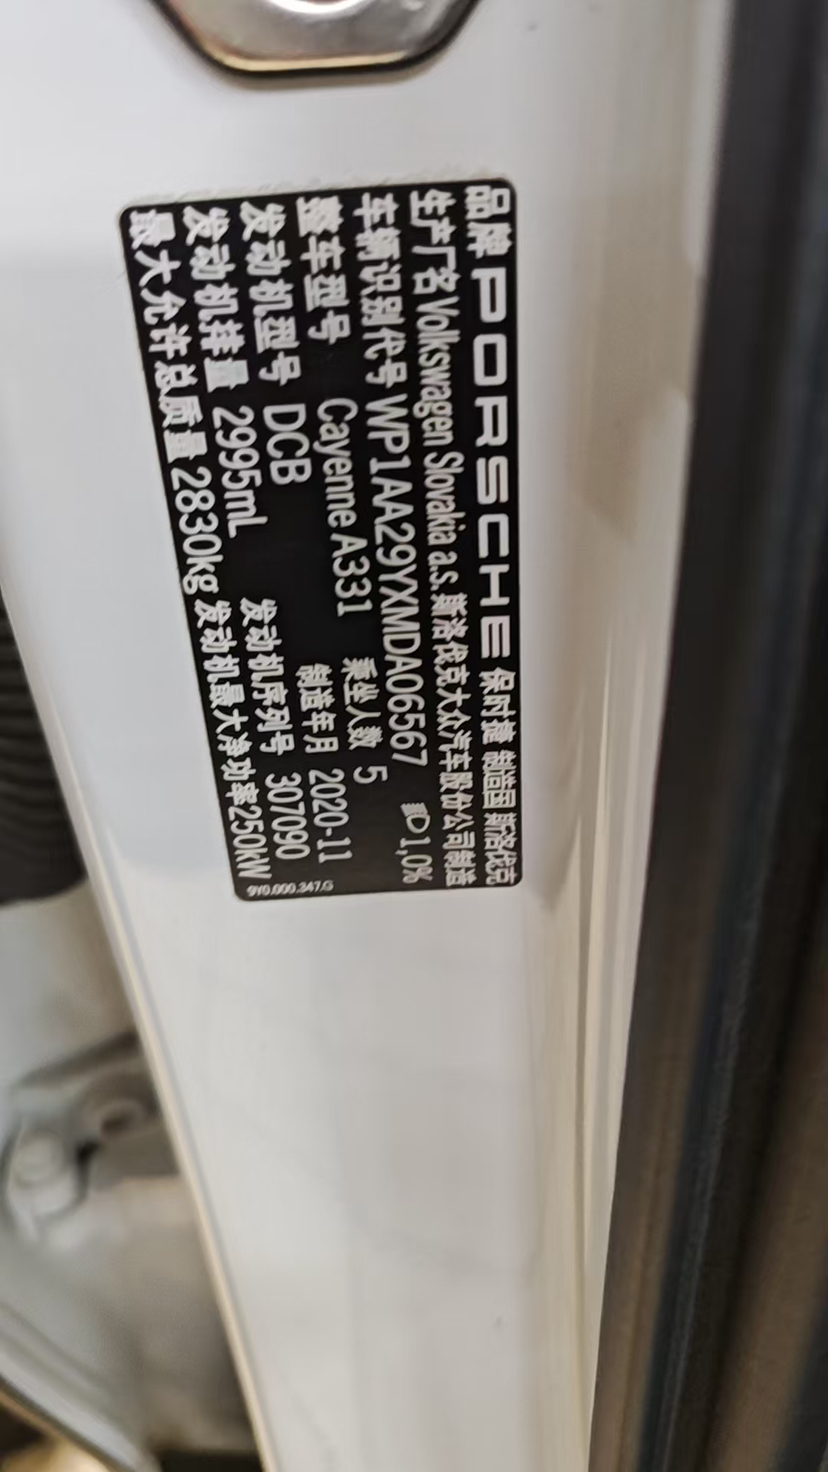 品牌 PORSCHE 保时捷 制造国 斯洛伐克
生产厂名 Volkswagen Slovakia a.s. 斯洛伐克大众汽车股份公司制造
车辆识别代号 WP1AA29YXMDA06567 1,0%
整车型号 Cayenne A331 乘坐人数 5
发动机型号 DCB 制造年月 2020-11
发动机排量 2995mL 发动机序列号 307090
最大允许总质量 2830kg 发动机最大净功率250kW
9Y0.000.347.G